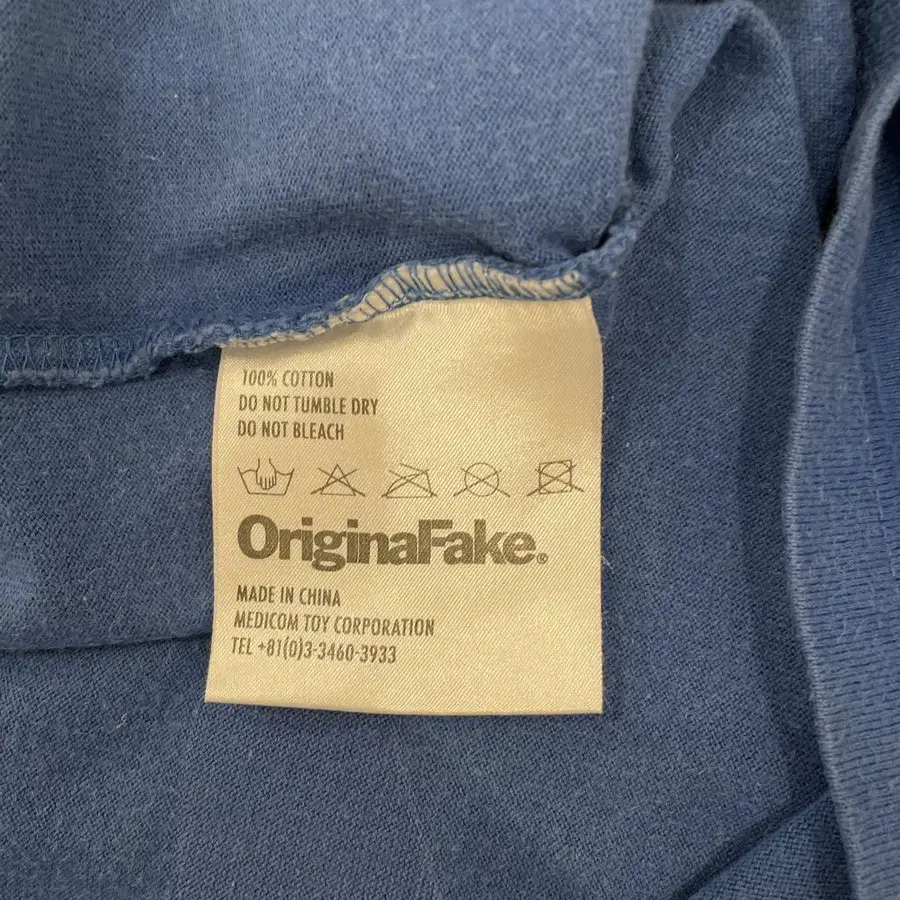 100% COTTON
DO NOT TUMBLE DRY
DO NOT BLEACH
OriginalFake®
MADE IN CHINA
MEDICOM TOY CORPORATION
TEL +81(0)3-3460-3933